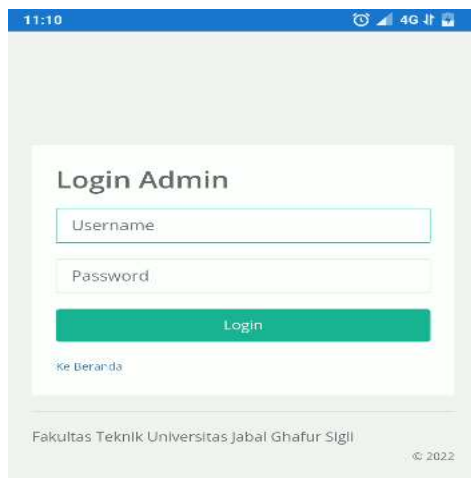 11:10 4G
Login Admin
Username
Password
Login
Ke Beranda
Fakultas Teknik Universitas Jabal Ghafur Sigli
© 2022